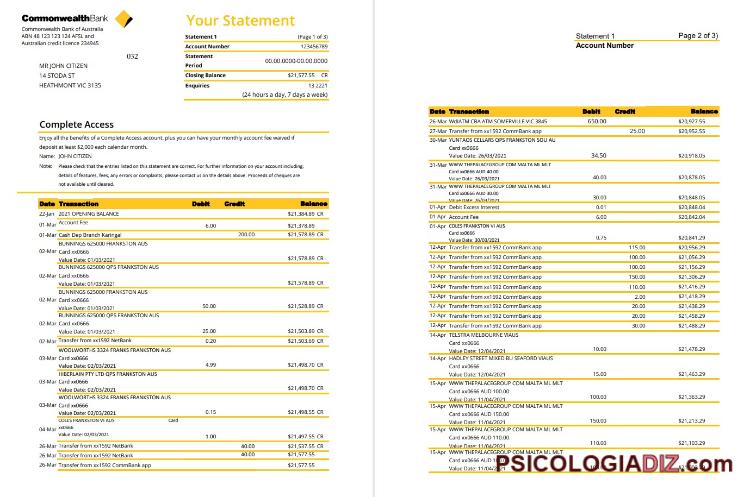 CommonwealthBank
Commonwealth Bank of Australia
ABN 48 123 123 124 AFSL and
Australian credit licence 234945
032
MR JOHN CITIZEN
14 STODA ST
HEATHMONT VIC 3135
Your Statement
Statement 1 (Page 1 of 3)
Account Number 123456789
Statement
Period 00.00.0000-00.00.0000
Closing Balance $21,577.55 CR
Enquiries 13 2221
(24 hours a day, 7 days a week)
Complete Access
Enjoy all the benefits of a Complete Access account, plus you can have your monthly account fee waived if
deposit at least $2,000 each calendar month.
Name: JOHN CITIZEN
Note: Please check that the entries listed on this statement are correct. For further information on your account including,
details of features, fees, any errors or complaints, please contact us on the details above. Proceeds of cheques are
not available until cleared.
Date Transaction Debit Credit Balance
22-Jan 2021 OPENING BALANCE $21,384.89 CR
01-Mar Account Fee 6.00 $21,378.89
01-Mar Cash Dep Branch Karingal 200.00 $21,578.89 CR
BUNNINGS 625000 FRANKSTON AUS
02-Mar Card xx0666
Value Date: 01/03/2021 $21,578.89 CR
BUNNINGS 625000 QPS FRANKSTON AUS
02-Mar Card xx0666
Value Date: 01/03/2021 $21,578.89 CR
BUNNINGS 625000 FRANKSTON AUS
02-Mar Card xx0666
Value Date: 01/03/2021 50.00 $21,528.89 CR
BUNNINGS 625000 QPS FRANKSTON AUS
02-Mar Card xx0666
Value Date: 01/03/2021 25.00 $21,503.89 CR
02-Mar Transfer from xx1592 NetBank 0.20 $21,503.69 CR
WOOLWORTHS 3324 FRANKS FRANKSTON AUS
03-Mar Card xx0666
Value Date: 02/03/2021 4.99 $21,498.70 CR
HIBERLAIN PTY LTD QPS FRANKSTON AUS
03-Mar Card xx0666
Value Date: 02/03/2021 $21,498.70 CR
WOOLWORTHS 3324 FRANKS FRANKSTON AUS
03-Mar Card xx0666
Value Date: 02/03/2021 0.15 $21,498.55 CR
COLES FRANKSTON VI AUS Card
04-Mar xx0666
Value Date: 02/03/2021 1.00 $21,497.55 CR
26-Mar Transfer from xx1592 NetBank 40.00 $21,537.55 CR
26-Mar Transfer from xx1592 NetBank 40.00 $21,577.55
26-Mar Transfer from xx1592 CommBank app $21,577.55
Statement 1 Page 2 of 3)
Account Number
Date Transaction Debit Credit Balance
26-Mar WdlATM CBA ATM SOMERVILLE VIC 3845 650.00 $20,927.55
27-Mar Transfer from xx1592 CommBank app 25.00 $20,952.55
30-Mar YUNTAOS CELLARS QPS FRANKSTON SOU AU
Card xx0666
Value Date: 26/03/2021 34.50 $20,918.05
31-Mar WWW THEPALACEGROUP COM MALTA ML MLT
Card xx0666 AUD 40.00
Value Date: 26/03/2021 40.00 $20,878.05
31-Mar WWW THEPALACEGROUP COM MALTA ML MLT
Card xx0666 AUD 30.00
Value Date: 26/03/2021 30.00 $20,848.05
01-Apr Debit Excess Interest 0.01 $20,848.04
01-Apr Account Fee 6.00 $20,842.04
01-Apr COLES FRANKSTON VI AUS
Card xx0666
Value Date: 30/03/2021 0.75 $20,841.29
12-Apr Transfer from xx1592 CommBank app 115.00 $20,956.29
12-Apr Transfer from xx1592 CommBank app 100.00 $21,056.29
12-Apr Transfer from xx1592 CommBank app 100.00 $21,156.29
12-Apr Transfer from xx1592 CommBank app 150.00 $21,306.29
12-Apr Transfer from xx1592 CommBank app 110.00 $21,416.29
12-Apr Transfer from xx1592 CommBank app 2.00 $21,418.29
12-Apr Transfer from xx1592 CommBank app 20.00 $21,438.29
12-Apr Transfer from xx1592 CommBank app 20.00 $21,458.29
12-Apr Transfer from xx1592 CommBank app 30.00 $21,488.29
14-Apr TELSTRA MELBOURNE VIAUS
Card xx0666
Value Date: 12/04/2021 10.00 $21,478.29
14-Apr HADLEY STREET MIXED BU SEAFORD VIAUS
Card xx0666
Value Date: 12/04/2021 15.00 $21,463.29
15-Apr WWW THEPALACEGROUP COM MALTA ML MLT
Card xx0666 AUD 100.00
Value Date: 11/04/2021 100.00 $21,363.29
15-Apr WWW THEPALACEGROUP COM MALTA ML MLT
Card xx0666 AUD 150.00
Value Date: 11/04/2021 150.00 $21,213.29
15-Apr WWW THEPALACEGROUP COM MALTA ML MLT
Card xx0666 AUD 110.00
Value Date: 11/04/2021 110.00 $21,103.29
15-Apr WWW THEPALACEGROUP COM MALTA ML MLT
Card xx0666 AUD
Value Date: 11/04/
PSICOLOGIADIZ.com